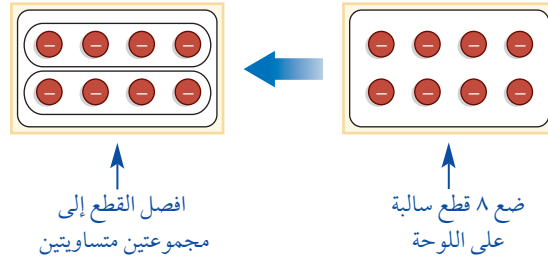 ضع ٨ قطع سالبة
على اللوحة
افصل القطع إلى
مجموعتين متساويتين